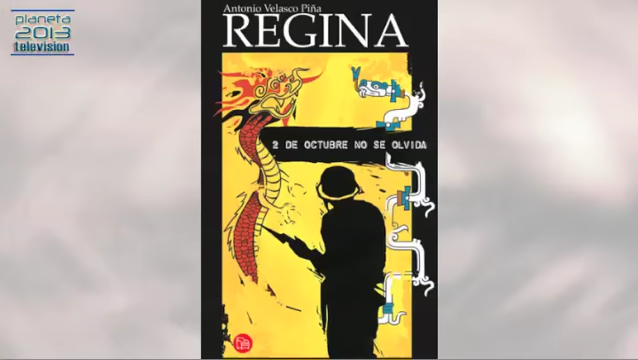 planeta
2013
television
Antonio Velasco Piña
REGINA
2 DE OCTUBRE NO SE OLVIDA